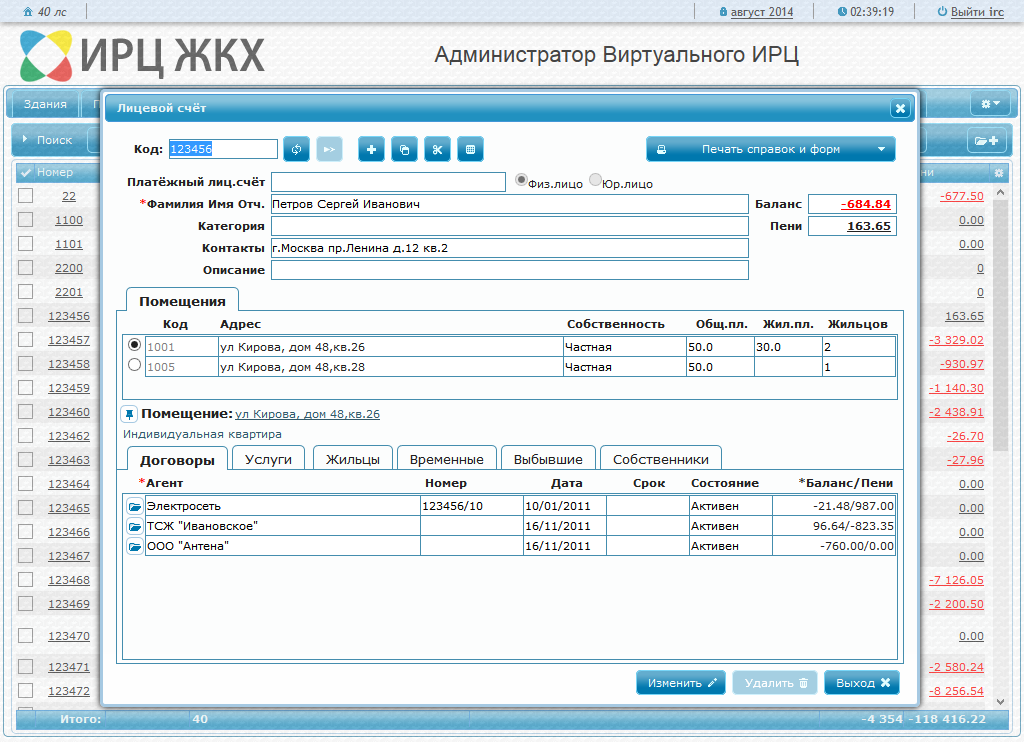 40 лс август 2014 02:39:19 Выйти irc
ИРЦ ЖКХ Администратор Виртуального ИРЦ
Здания
Лицевой счёт
Поиск
Код: 123456 Печать справок и форм
Номер
Платёжный лиц.счёт Физ.лицо Юр.лицо
22 *Фамилия Имя Отч. Петров Сергей Иванович Баланс -684.84 -677.50
1100 Категория Пени 163.65 0.00
1101 Контакты г.Москва пр.Ленина д.12 кв.2 0.00
2200 Описание 0
2201 Помещения 0
123456 163.65
Код Адрес Собственность Общ.пл. Жил.пл. Жильцов
123457 1001 ул Кирова, дом 48,кв.26 Частная 50.0 30.0 2 -3 329.02
123458 1005 ул Кирова, дом 48,кв.28 Частная 50.0 1 -930.97
123459 -1 140.30
123460 Помещение: ул Кирова, дом 48,кв.26 -2 438.91
123462 Индивидуальная квартира -26.70
123463 Договоры Услуги Жильцы Временные Выбывшие Собственники -27.96
123464 *Агент Номер Дата Срок Состояние *Баланс/Пени 0.00
123465 Электросеть 123456/10 10/01/2011 Активен -21.48/987.00 0.00
123466 ТСЖ "Ивановское" 16/11/2011 Активен 96.64/-823.35 0.00
123467 ООО "Антена" 16/11/2011 Активен -760.00/0.00 0.00
123468 -7 126.05
123469 -2 200.50
123470 0.00
123471 -2 580.24
Изменить Удалить Выход
123472 -8 256.54
Итого: 40 -4 354 -118 416.22